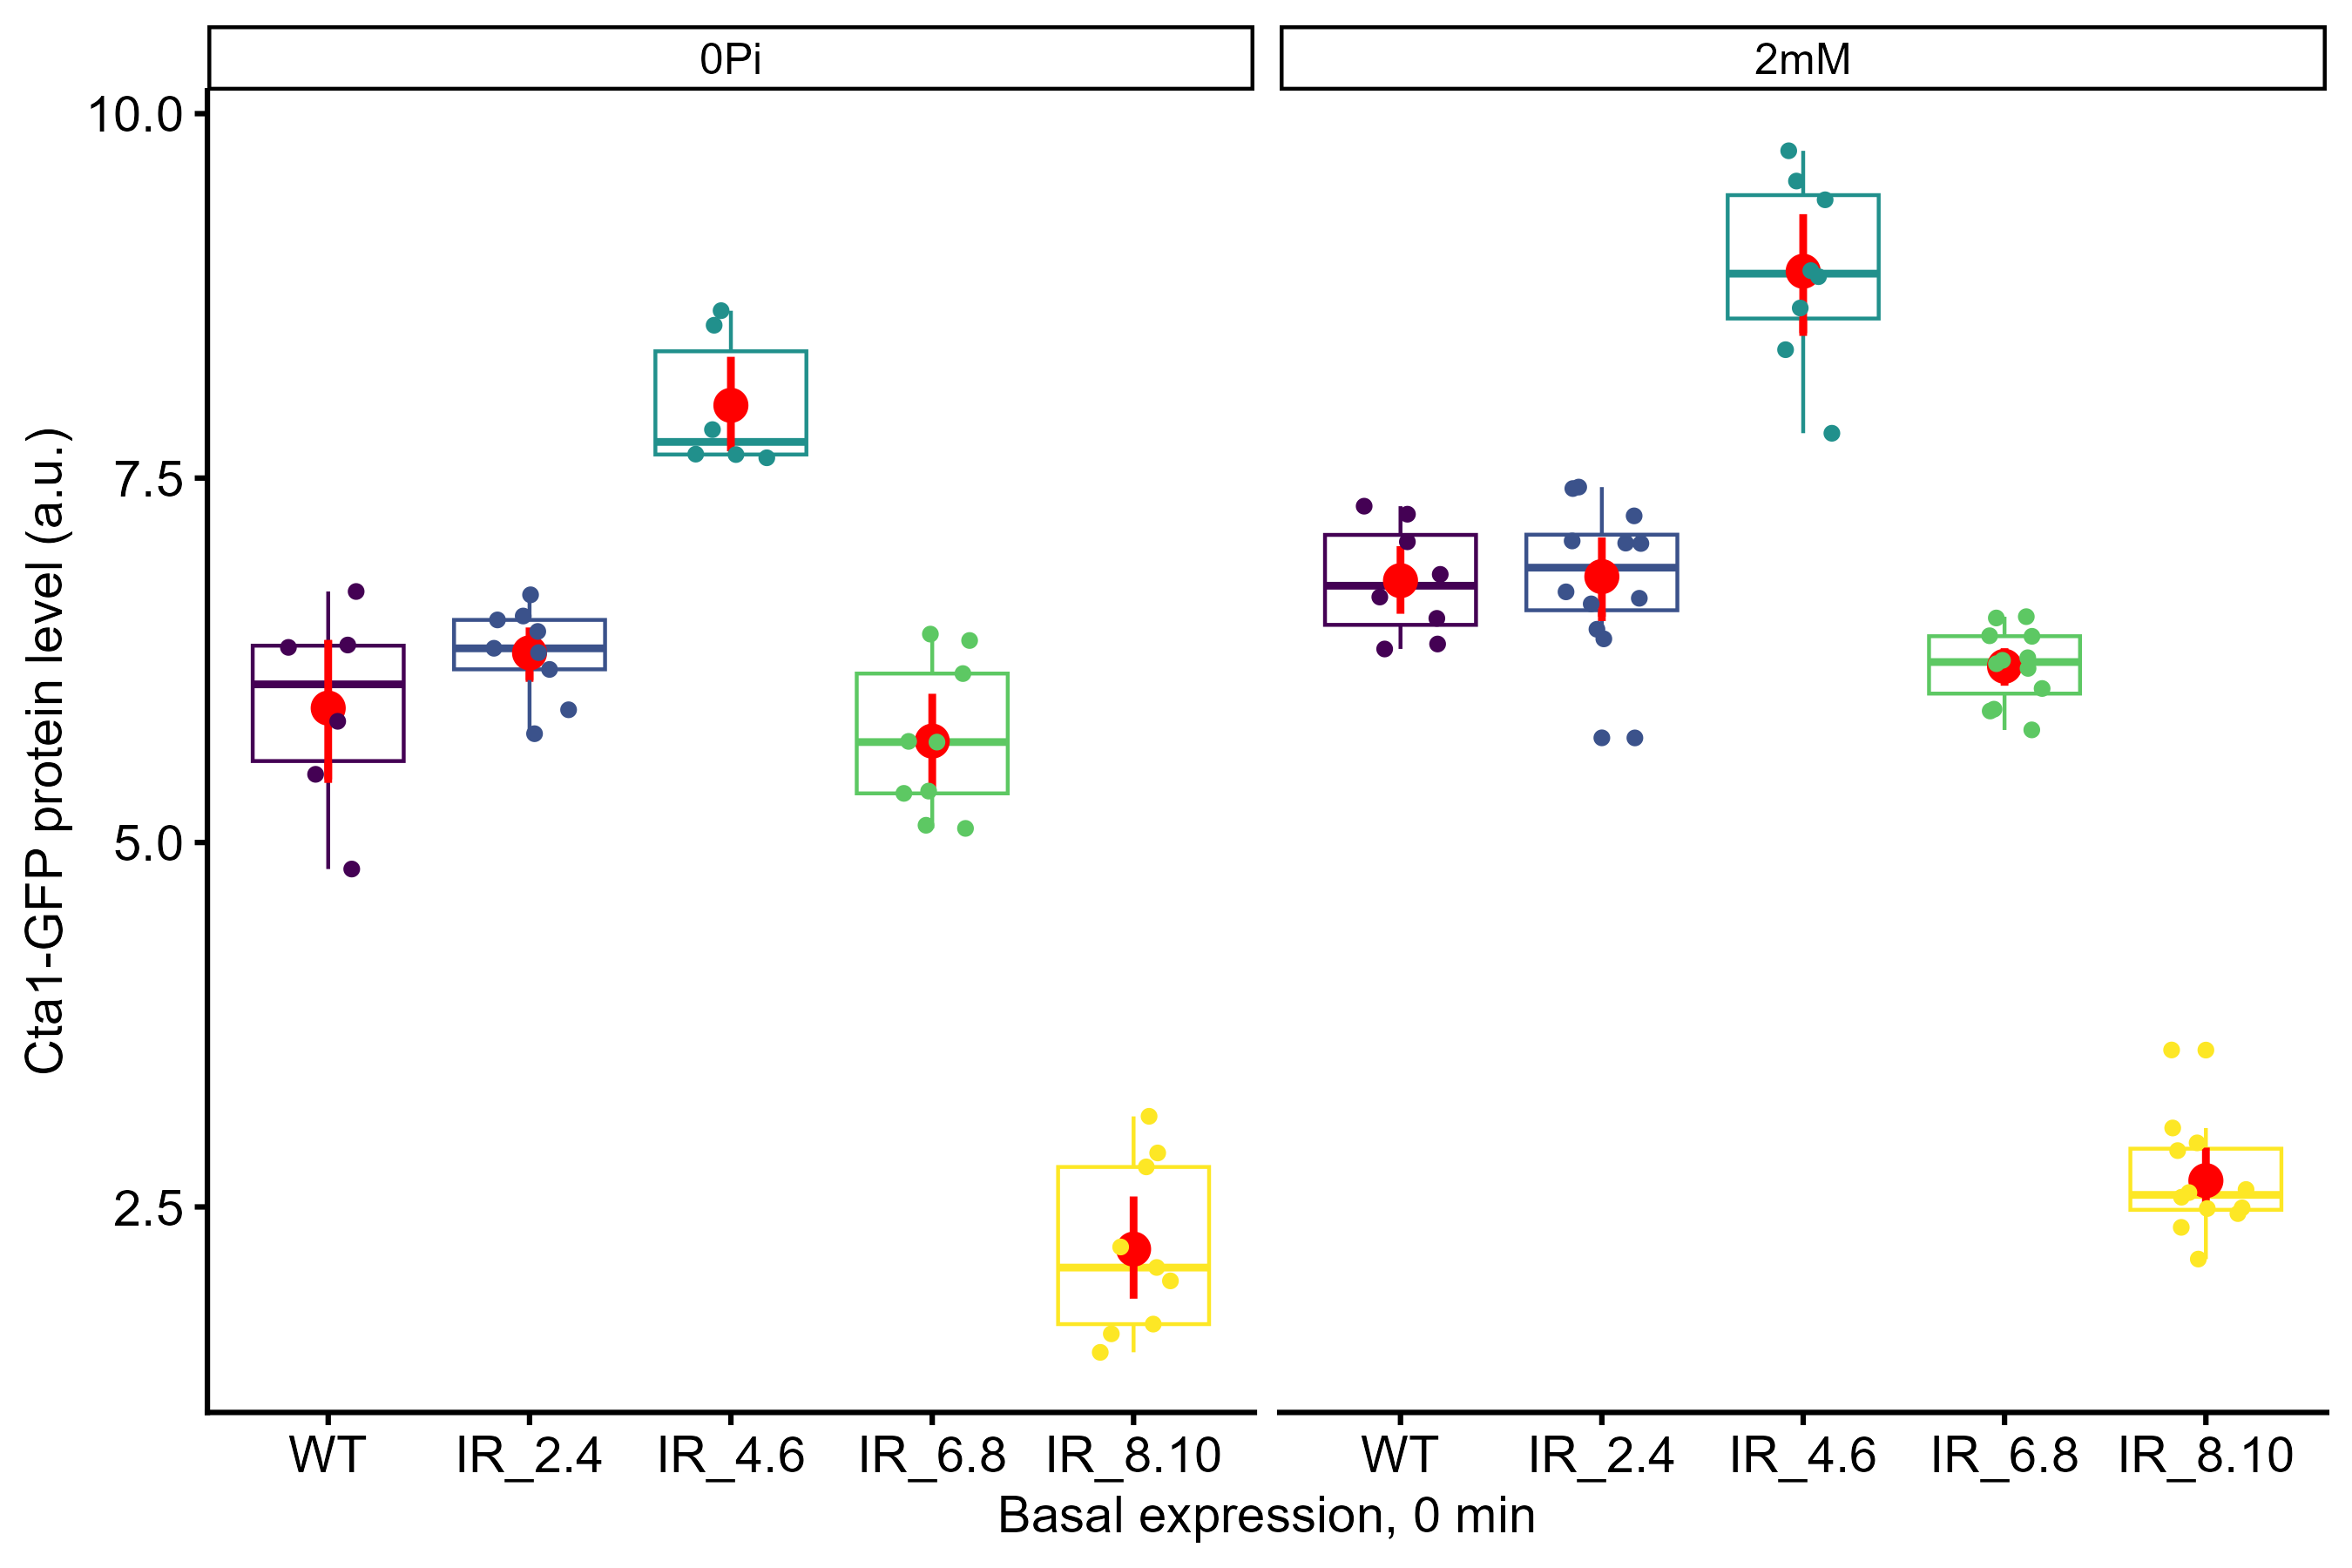 0Pi
2mM
Cta1-GFP protein level (a.u.)
10.0
7.5
5.0
2.5
WT IR_2.4 IR_4.6 IR_6.8 IR_8.10 WT IR_2.4 IR_4.6 IR_6.8 IR_8.10
Basal expression, 0 min